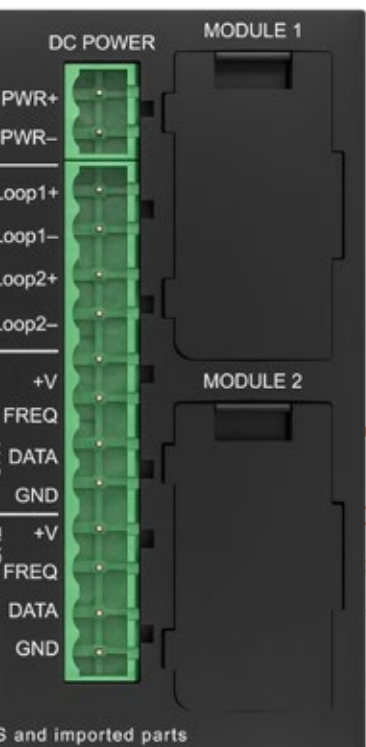 DC POWER
MODULE 1
PWR+
PWR–
Loop1+
Loop1–
Loop2+
Loop2–
+V
MODULE 2
FREQ
DATA
GND
+V
FREQ
DATA
GND
S and imported parts